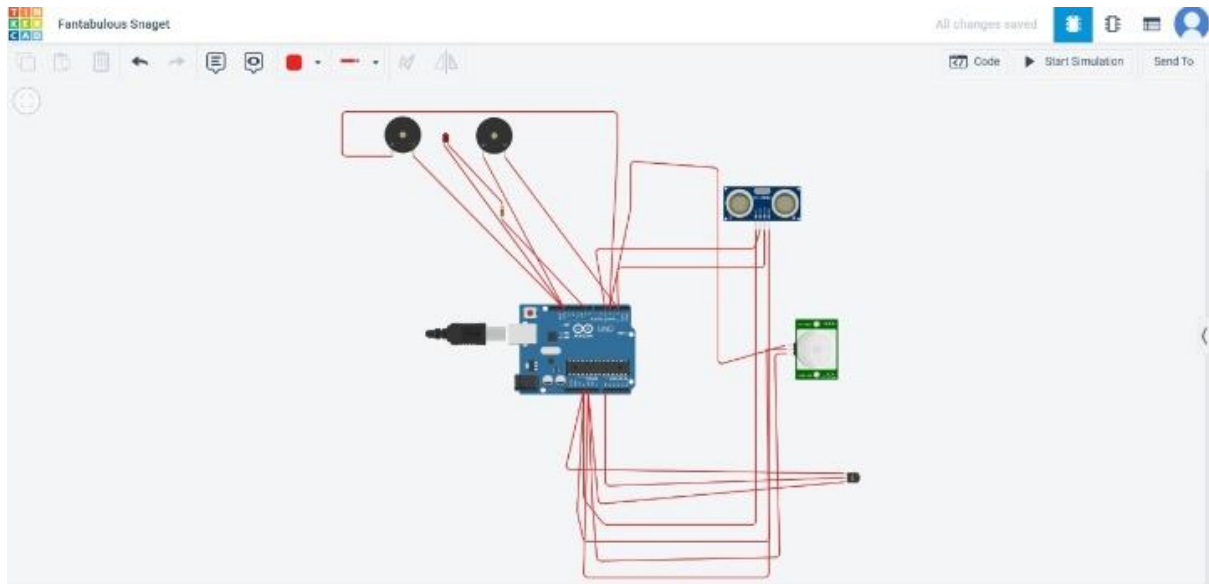 TIN
KER
CAD
Fantabulous Snaget
All changes saved
Code
Start Simulation
Send To
UNO